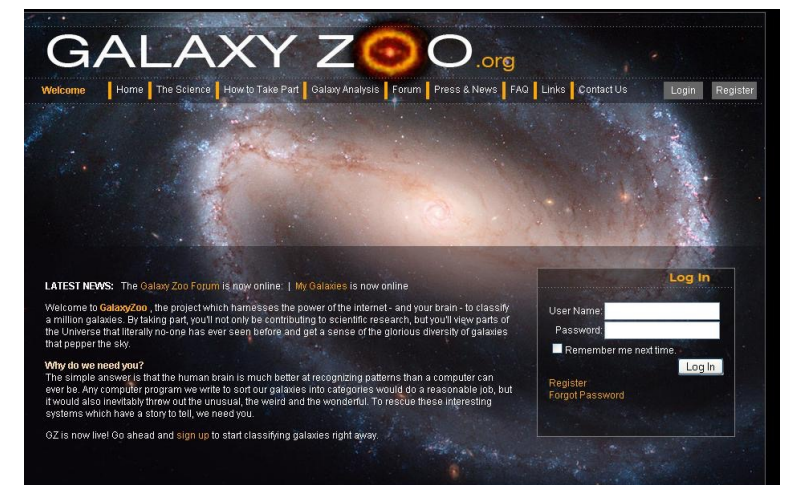 GALAXY ZOO.org
Welcome Home The Science How to Take Part Galaxy Analysis Forum Press & News FAQ Links Contact Us Login Register
LATEST NEWS: The Galaxy Zoo Forum is now online: | My Galaxies is now online
Welcome to GalaxyZoo , the project which harnesses the power of the internet - and your brain - to classify
a million galaxies. By taking part, you'll not only be contributing to scientific research, but you'll view parts of
the Universe that literally no-one has ever seen before and get a sense of the glorious diversity of galaxies
that pepper the sky.
Why do we need you?
The simple answer is that the human brain is much better at recognizing patterns than a computer can
ever be. Any computer program we write to sort our galaxies into categories would do a reasonable job, but
it would also inevitably throw out the unusual, the weird and the wonderful. To rescue these interesting
systems which have a story to tell, we need you.
GZ is now live! Go ahead and sign up to start classifying galaxies right away.
Log In
User Name:
Password:
Remember me next time.
Log In
Register
Forgot Password